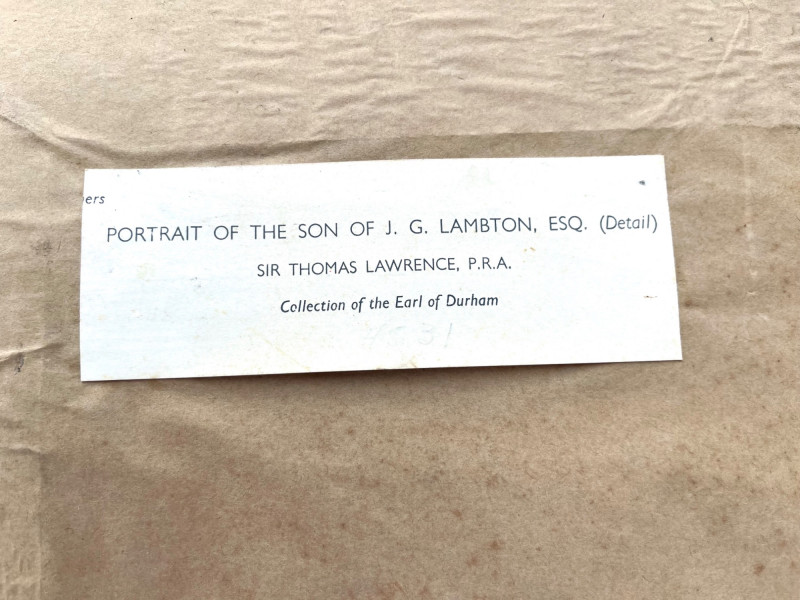 ers
PORTRAIT OF THE SON OF J. G. LAMBTON, ESQ. (Detail)
SIR THOMAS LAWRENCE, P.R.A.
Collection of the Earl of Durham